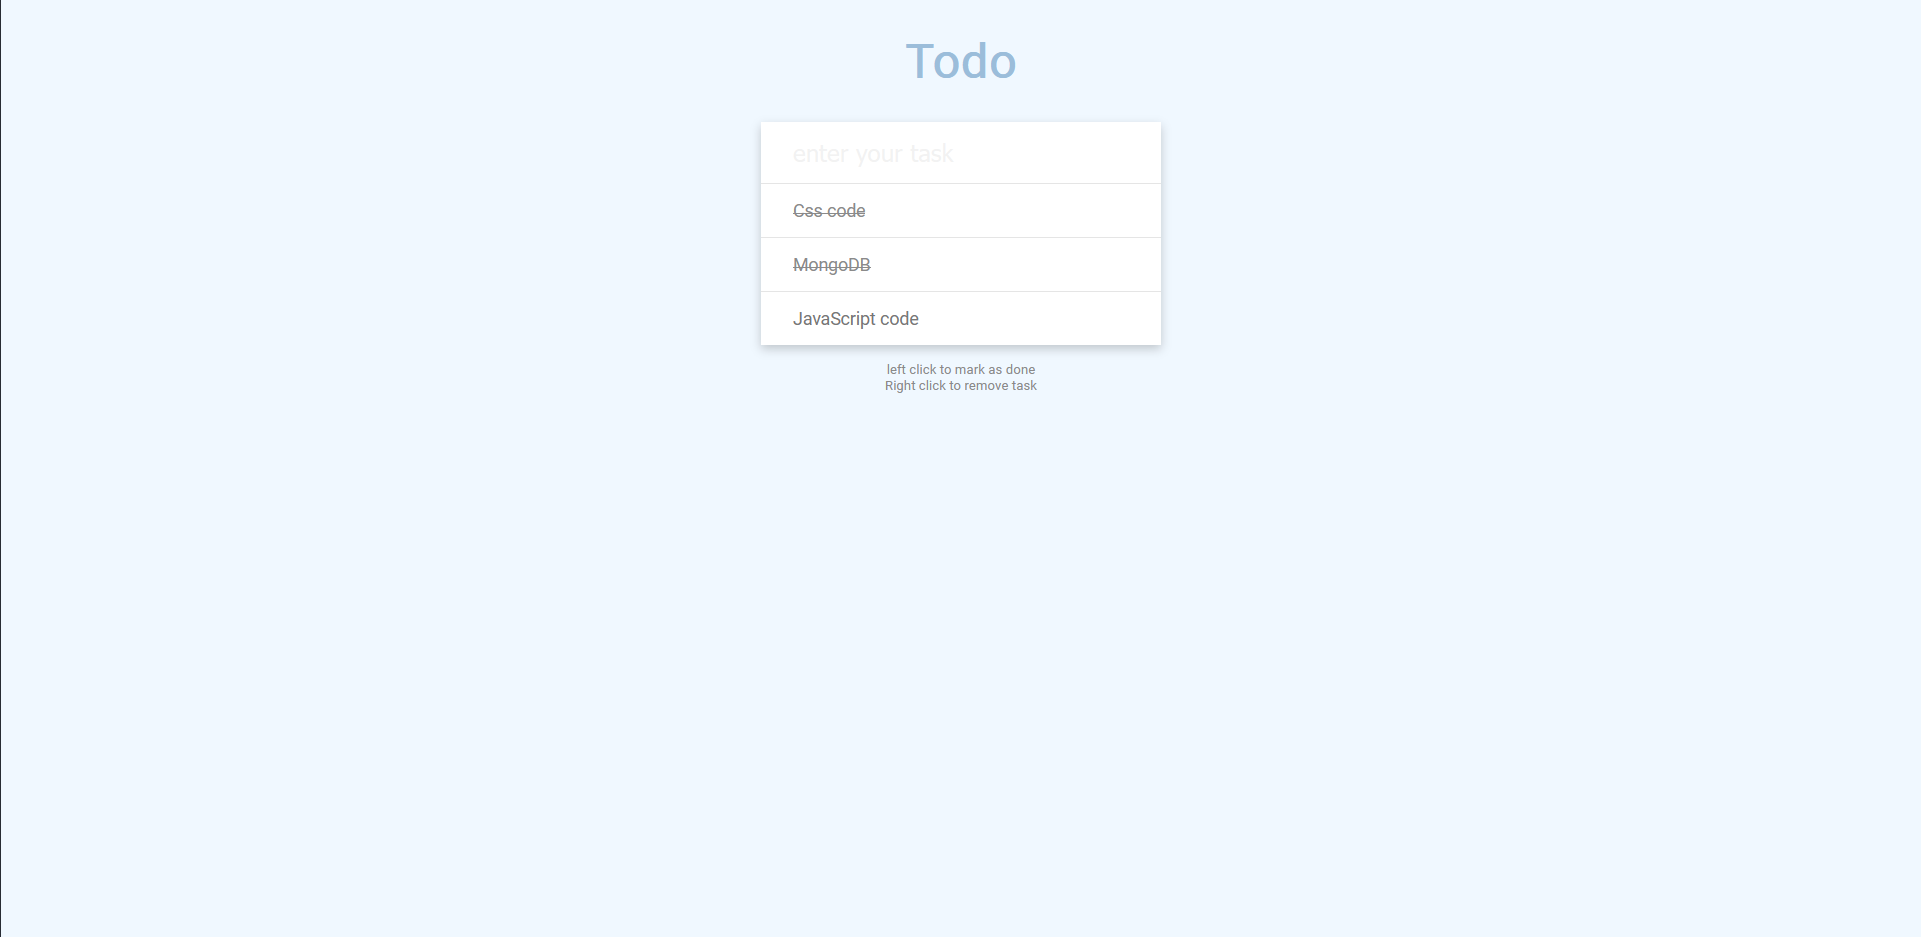 Todo
enter your task
Css code
MongoDB
JavaScript code
left click to mark as done
Right click to remove task